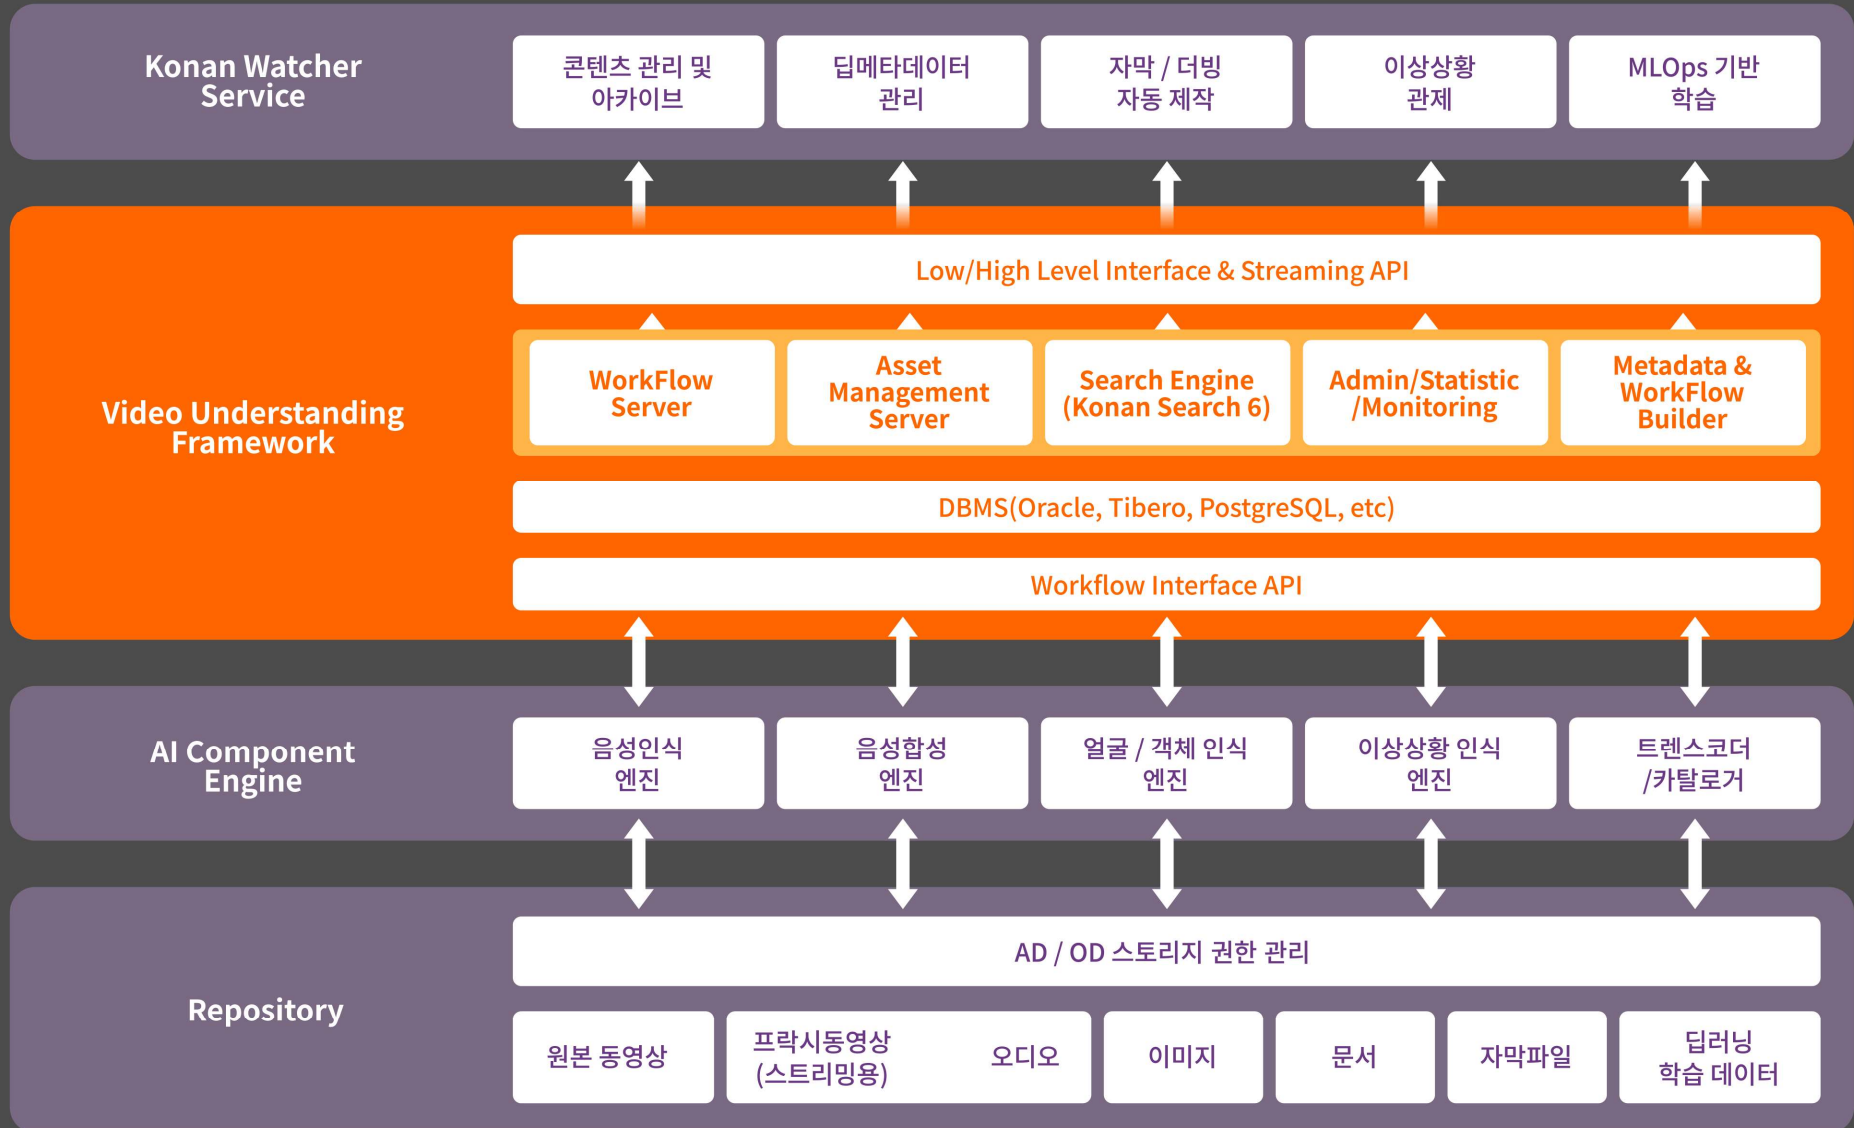 Konan Watcher
Service
콘텐츠 관리 및
아카이브
딥메타데이터
관리
자막 / 더빙
자동 제작
이상상황
관제
MLOps 기반
학습
Video Understanding
Framework
Low/High Level Interface & Streaming API
WorkFlow
Server
Asset
Management
Server
Search Engine
(Konan Search 6)
Admin/Statistic
/Monitoring
Metadata &
WorkFlow
Builder
DBMS(Oracle, Tibero, PostgreSQL, etc)
Workflow Interface API
AI Component
Engine
음성인식
엔진
음성합성
엔진
얼굴 / 객체 인식
엔진
이상상황 인식
엔진
트렌스코더
/카탈로거
Repository
AD / OD 스토리지 권한 관리
원본 동영상
프락시동영상
(스트리밍용)
오디오
이미지
문서
자막파일
딥러닝
학습 데이터